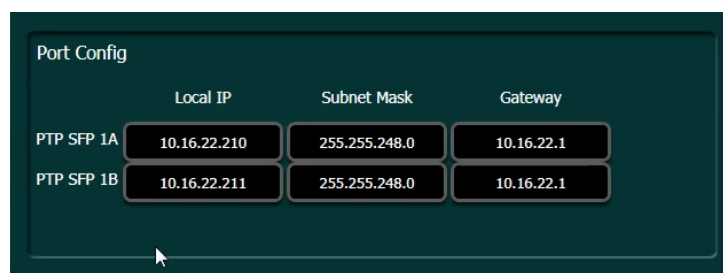 Port Config
Local IP Subnet Mask Gateway
PTP SFP 1A 10.16.22.210 255.255.248.0 10.16.22.1
PTP SFP 1B 10.16.22.211 255.255.248.0 10.16.22.1